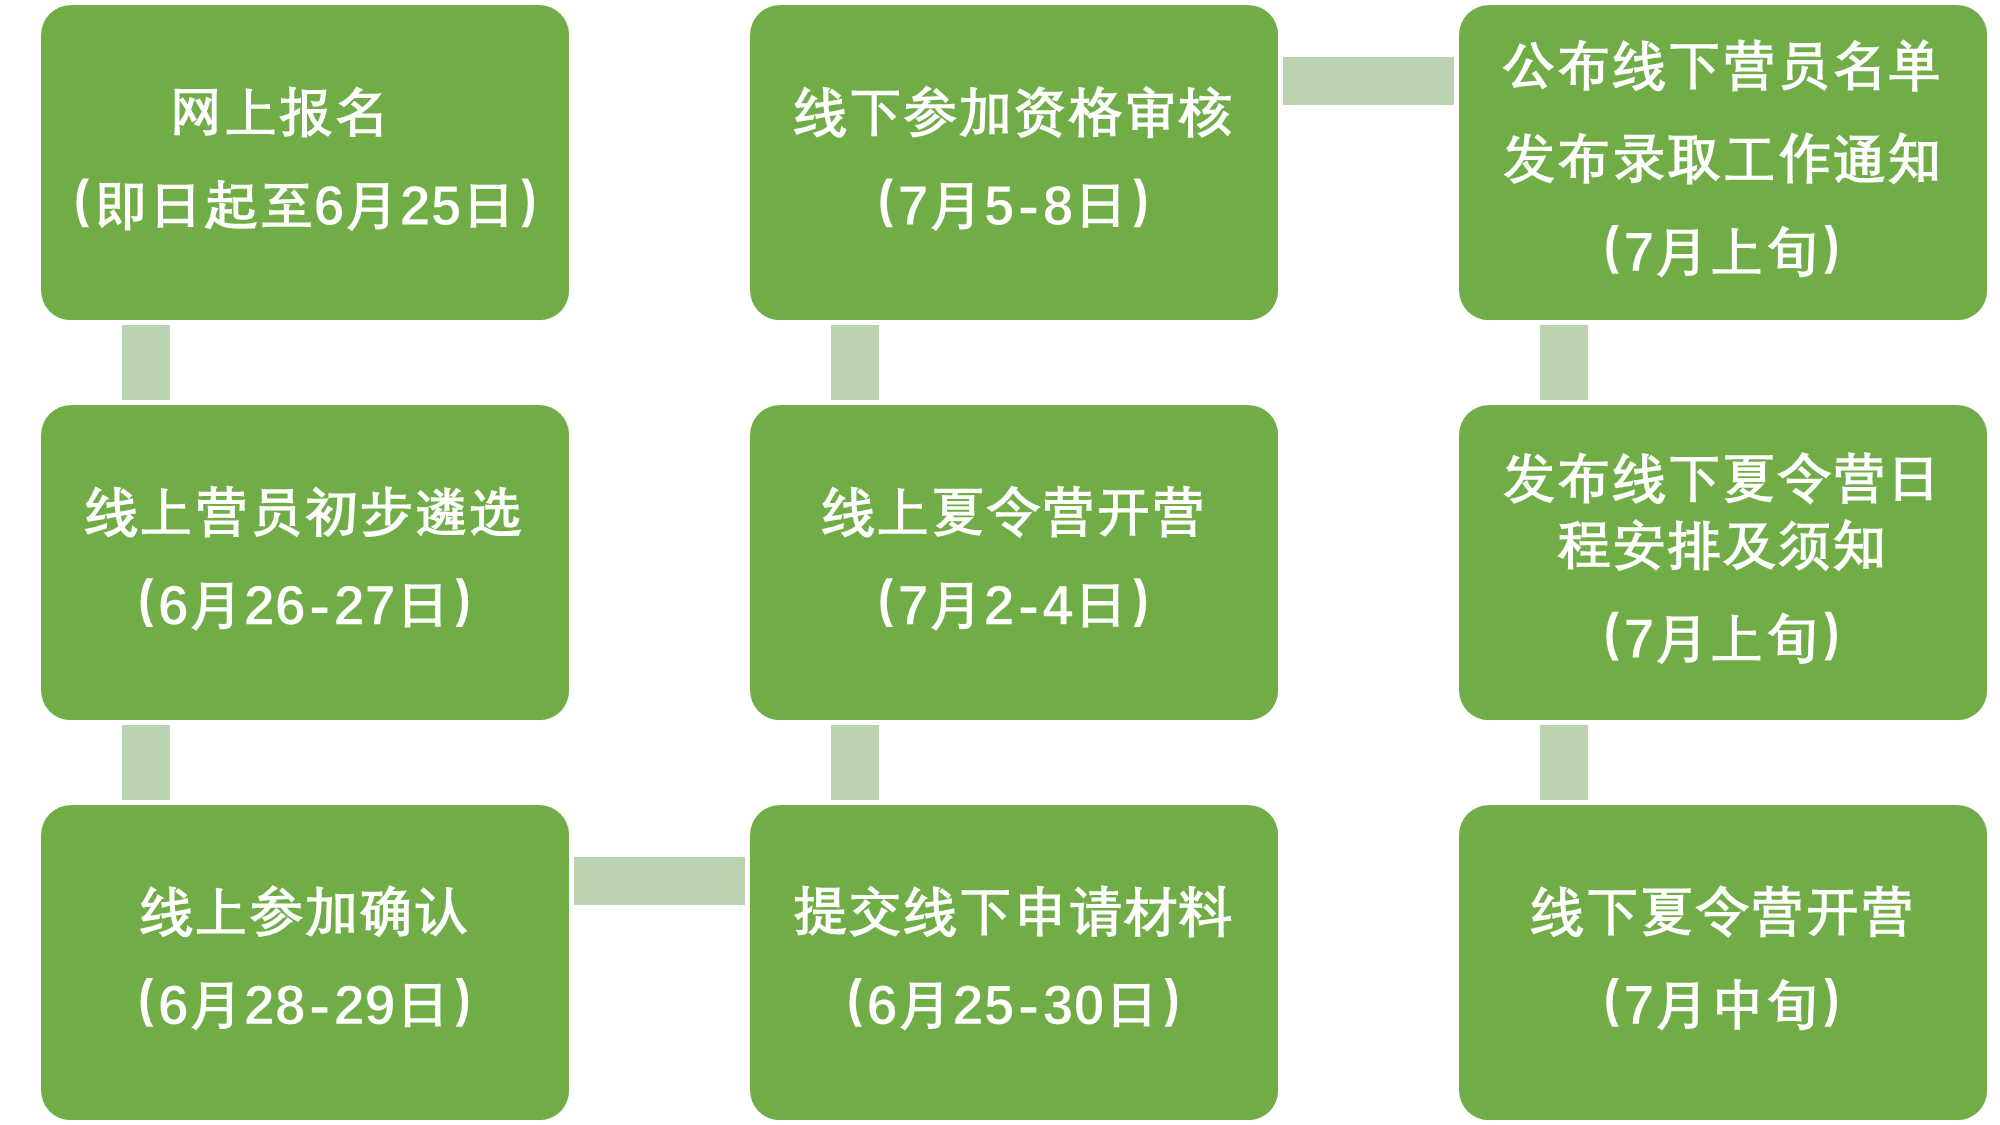 网上报名
(即日起至6月25日)
线上营员初步遴选
(6月26-27日)
线上参加确认
(6月28-29日)
提交线下申请材料
(6月25-30日)
线上夏令营开营
(7月2-4日)
线下参加资格审核
(7月5-8日)
公布线下营员名单
发布录取工作通知
(7月上旬)
发布线下夏令营日
程安排及须知
(7月上旬)
线下夏令营开营
(7月中旬)